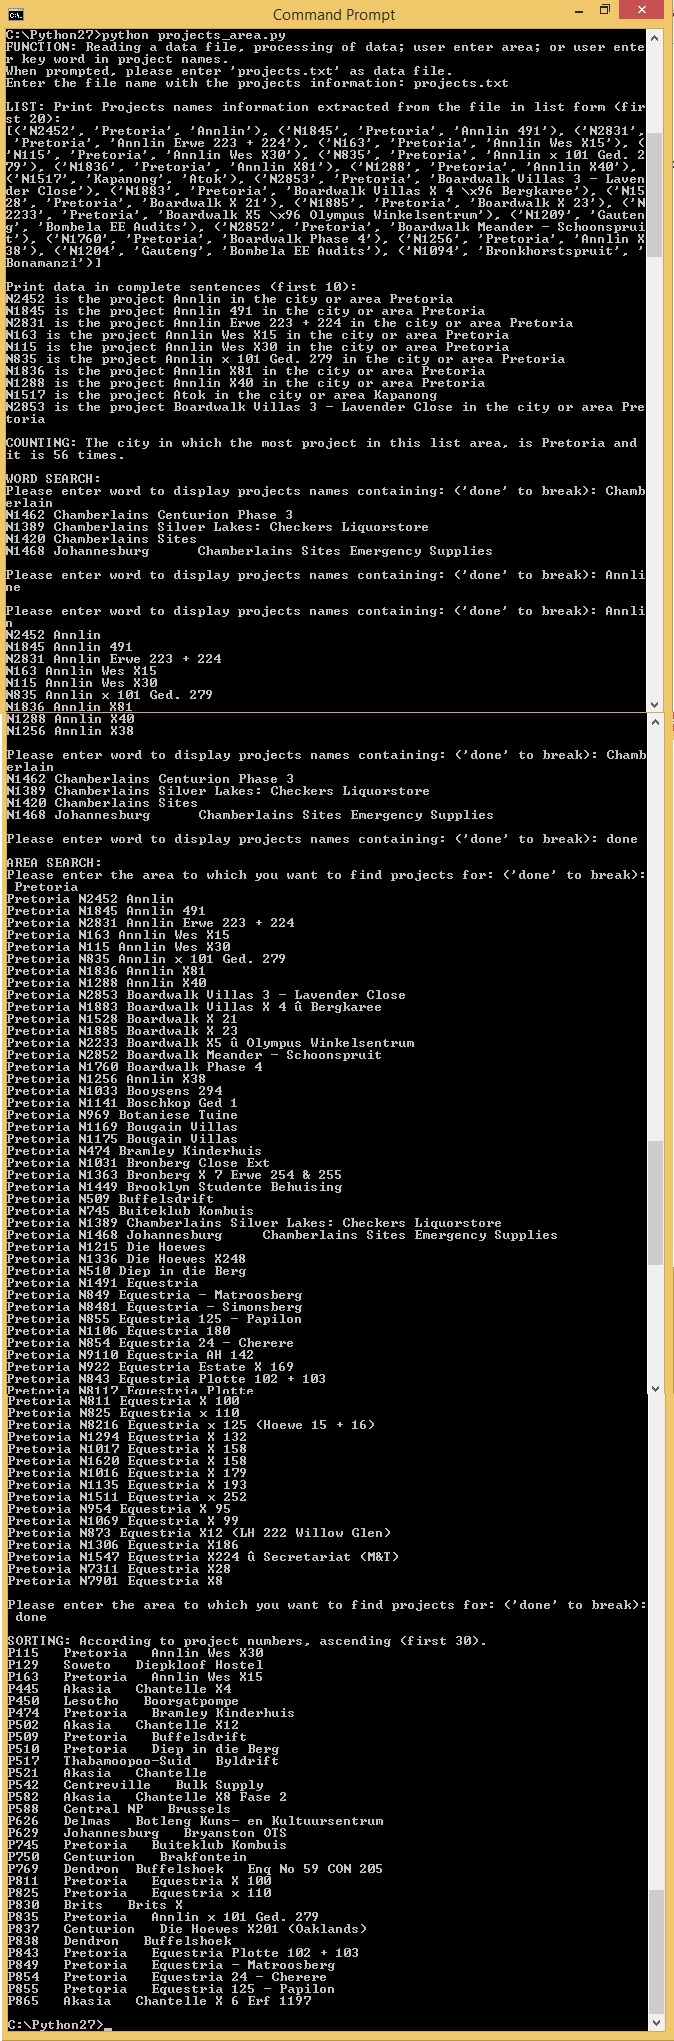 Command Prompt
C:\Python27>python projects_area.py
FUNCTION: Reading a data file, processing of data; user enter area; or user ente
r key word in project names.
When prompted, please enter 'projects.txt' as data file.
Enter the file name with the projects information: projects.txt
LIST: Print Projects names information extracted from the file in list form (fir
st 20):
[('N2452', 'Pretoria', 'Annlin'), ('N1845', 'Pretoria', 'Annlin 491'), ('N2831',
 'Pretoria', 'Annlin Erwe 223 + 224'), ('N163', 'Pretoria', 'Annlin Wes X15'), (
'N115', 'Pretoria', 'Annlin Wes X30'), ('N835', 'Pretoria', 'Annlin x 101 Ged. 2
79'), ('N1836', 'Pretoria', 'Annlin X81'), ('N1288', 'Pretoria', 'Annlin X40'),
('N1517', 'Kapanong', 'Atok'), ('N2853', 'Pretoria', 'Boardwalk Villas 3 - Laven
der Close'), ('N1883', 'Pretoria', 'Boardwalk Villas X 4 \x96 Bergkaree'), ('N15
28', 'Pretoria', 'Boardwalk X 21'), ('N1885', 'Pretoria', 'Boardwalk X 23'), ('N
2233', 'Pretoria', 'Boardwalk X5 \x96 Olympus Winkelsentrum'), ('N1209', 'Gauten
g', 'Bombela EE Audits'), ('N2852', 'Pretoria', 'Boardwalk Meander - Schoonsprui
t'), ('N1760', 'Pretoria', 'Boardwalk Phase 4'), ('N1256', 'Pretoria', 'Annlin X
38'), ('N1204', 'Gauteng', 'Bombela EE Audits'), ('N1094', 'Bronkhorstspruit', '
Bonamanzi')]
Print data in complete sentences (first 10):
N2452 is the project Annlin in the city or area Pretoria
N1845 is the project Annlin 491 in the city or area Pretoria
N2831 is the project Annlin Erwe 223 + 224 in the city or area Pretoria
N163 is the project Annlin Wes X15 in the city or area Pretoria
N115 is the project Annlin Wes X30 in the city or area Pretoria
N835 is the project Annlin x 101 Ged. 279 in the city or area Pretoria
N1836 is the project Annlin X81 in the city or area Pretoria
N1288 is the project Annlin X40 in the city or area Pretoria
N1517 is the project Atok in the city or area Kapanong
N2853 is the project Boardwalk Villas 3 - Lavender Close in the city or area Pre
toria
COUNTING: The city in which the most project in this list area, is Pretoria and
it is 56 times.
WORD SEARCH:
Please enter word to display projects names containing: ('done' to break): Chamb
erlain
N1462 Chamberlains Centurion Phase 3
N1389 Chamberlains Silver Lakes: Checkers Liquorstore
N1420 Chamberlains Sites
N1468 Johannesburg      Chamberlains Sites Emergency Supplies
Please enter word to display projects names containing: ('done' to break): Annli
ne
Please enter word to display projects names containing: ('done' to break): Annli
n
N2452 Annlin
N1845 Annlin 491
N2831 Annlin Erwe 223 + 224
N163 Annlin Wes X15
N115 Annlin Wes X30
N835 Annlin x 101 Ged. 279
N1836 Annlin X81
N1288 Annlin X40
N1256 Annlin X38
Please enter word to display projects names containing: ('done' to break): Chamb
erlain
N1462 Chamberlains Centurion Phase 3
N1389 Chamberlains Silver Lakes: Checkers Liquorstore
N1420 Chamberlains Sites
N1468 Johannesburg      Chamberlains Sites Emergency Supplies
Please enter word to display projects names containing: ('done' to break): done
AREA SEARCH:
Please enter the area to which you want to find projects for: ('done' to break):
 Pretoria
Pretoria N2452 Annlin
Pretoria N1845 Annlin 491
Pretoria N2831 Annlin Erwe 223 + 224
Pretoria N163 Annlin Wes X15
Pretoria N115 Annlin Wes X30
Pretoria N835 Annlin x 101 Ged. 279
Pretoria N1836 Annlin X81
Pretoria N1288 Annlin X40
Pretoria N2853 Boardwalk Villas 3 - Lavender Close
Pretoria N1883 Boardwalk Villas X 4 û Bergkaree
Pretoria N1528 Boardwalk X 21
Pretoria N1885 Boardwalk X 23
Pretoria N2233 Boardwalk X5 û Olympus Winkelsentrum
Pretoria N2852 Boardwalk Meander - Schoonspruit
Pretoria N1760 Boardwalk Phase 4
Pretoria N1256 Annlin X38
Pretoria N1033 Booysens 294
Pretoria N1141 Boschkop Ged 1
Pretoria N969 Botaniese Tuine
Pretoria N1169 Bougain Villas
Pretoria N1175 Bougain Villas
Pretoria N474 Bramley Kinderhuis
Pretoria N1031 Bronberg Close Ext
Pretoria N1363 Bronberg X 7 Erwe 254 & 255
Pretoria N1449 Brooklyn Studente Behuising
Pretoria N509 Buffelsdrift
Pretoria N745 Buiteklub Kombuis
Pretoria N1389 Chamberlains Silver Lakes: Checkers Liquorstore
Pretoria N1468 Johannesburg     Chamberlains Sites Emergency Supplies
Pretoria N1215 Die Hoewes
Pretoria N1336 Die Hoewes X248
Pretoria N510 Diep in die Berg
Pretoria N1491 Equestria
Pretoria N849 Equestria - Matroosberg
Pretoria N8481 Equestria - Simonsberg
Pretoria N855 Equestria 125 - Papilon
Pretoria N1106 Equestria 180
Pretoria N854 Equestria 24 - Cherere
Pretoria N9110 Equestria AH 142
Pretoria N922 Equestria Estate X 169
Pretoria N843 Equestria Plotte 102 + 103
Pretoria N8117 Equestria Plotte
Pretoria N811 Equestria X 100
Pretoria N825 Equestria x 110
Pretoria N8216 Equestria x 125 (Hoewe 15 + 16)
Pretoria N1294 Equestria X 132
Pretoria N1017 Equestria X 158
Pretoria N1620 Equestria X 158
Pretoria N1016 Equestria X 179
Pretoria N1135 Equestria X 193
Pretoria N1511 Equestria x 252
Pretoria N954 Equestria X 95
Pretoria N1069 Equestria X 99
Pretoria N873 Equestria X12 (LH 222 Willow Glen)
Pretoria N1306 Equestria X186
Pretoria N1547 Equestria X224 û Secretariat (M&T)
Pretoria N7311 Equestria X28
Pretoria N7901 Equestria X8
Please enter the area to which you want to find projects for: ('done' to break):
 done
SORTING: According to project numbers, ascending (first 30).
P115   Pretoria   Annlin Wes X30
P129   Soweto   Diepkloof Hostel
P163   Pretoria   Annlin Wes X15
P445   Akasia   Chantelle X4
P450   Lesotho   Boorgatpompe
P474   Pretoria   Bramley Kinderhuis
P502   Akasia   Chantelle X12
P509   Pretoria   Buffelsdrift
P510   Pretoria   Diep in die Berg
P517   Thabamoopoo-Suid   Byldrift
P521   Akasia   Chantelle
P542   Centreville   Bulk Supply
P582   Akasia   Chantelle X8 Fase 2
P588   Central NP   Brussels
P626   Delmas   Botleng Kuns- en Kultuursentrum
P629   Johannesburg   Bryanston OTS
P745   Pretoria   Buiteklub Kombuis
P750   Centurion   Brakfontein
P769   Dendron  Buffelshoek   Enq No 59 CON 205
P811   Pretoria   Equestria X 100
P825   Pretoria   Equestria x 110
P830   Brits   Brits X
P835   Pretoria   Annlin x 101 Ged. 279
P837   Centurion   Die Hoewes X201 (Oaklands)
P838   Dendron   Buffelshoek
P843   Pretoria   Equestria Plotte 102 + 103
P849   Pretoria   Equestria - Matroosberg
P854   Pretoria   Equestria 24 - Cherere
P855   Pretoria   Equestria 125 - Papilon
P865   Akasia   Chantelle X 6 Erf 1197
C:\Python27>_